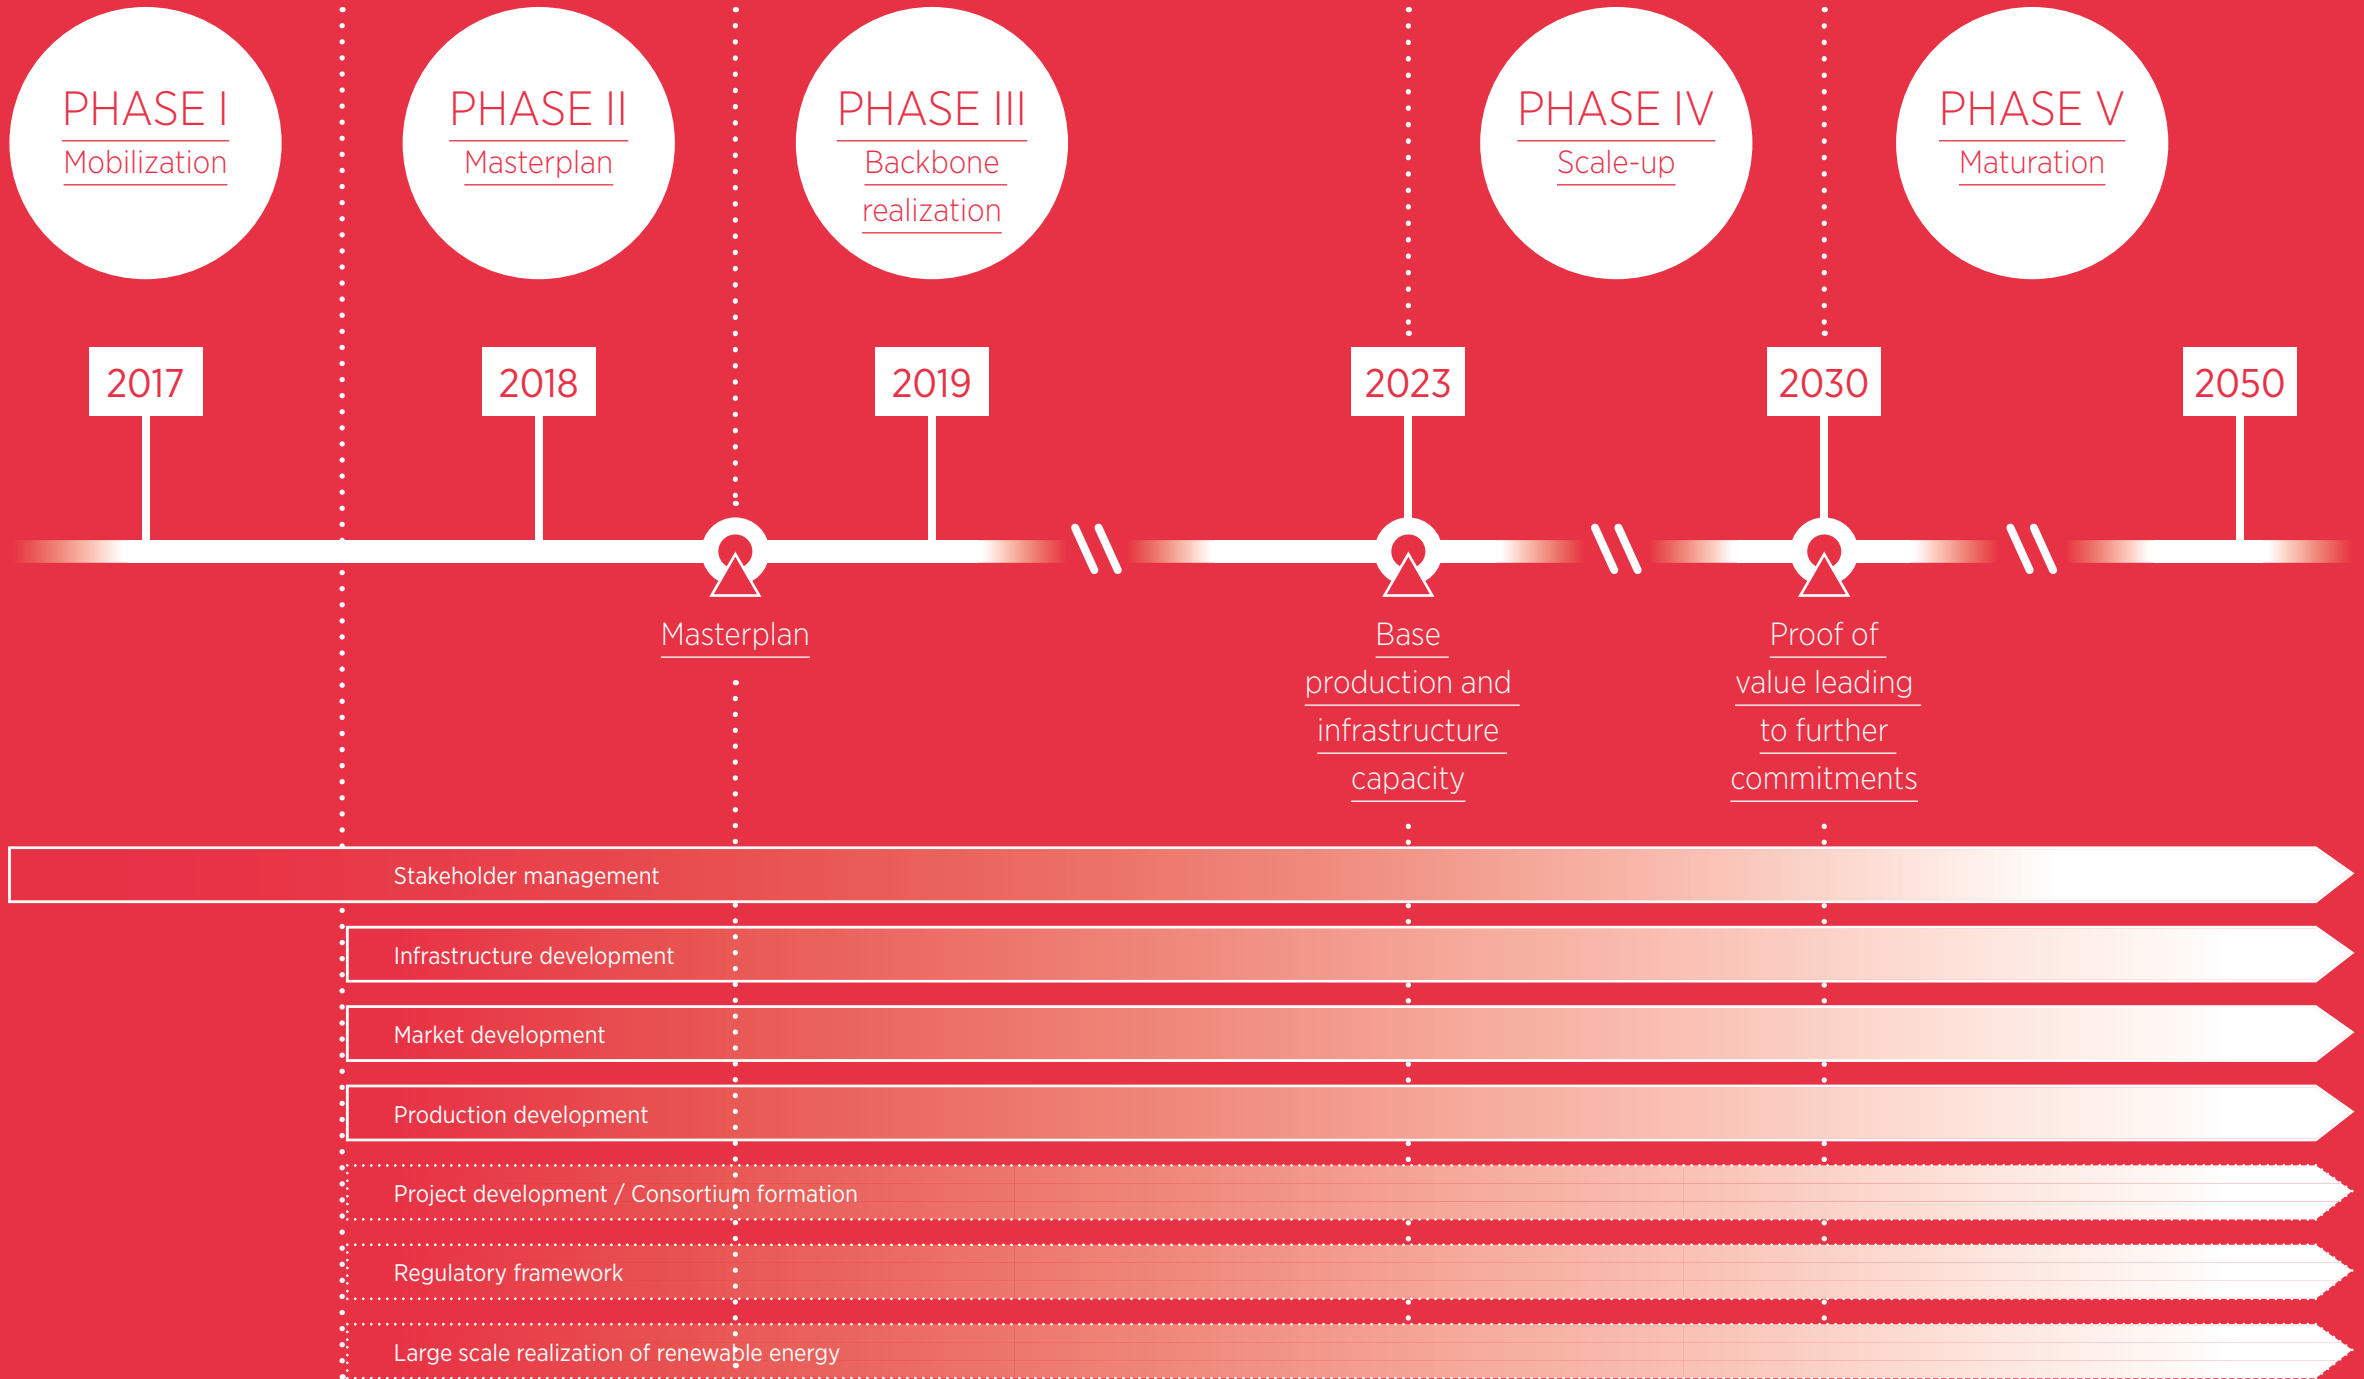 PHASE I
Mobilization
PHASE II
Masterplan
PHASE III
Backbone
realization
PHASE IV
Scale-up
PHASE V
Maturation
2017
2018
2019
2023
2030
2050
Masterplan
Base
production and
infrastructure
capacity
Proof of
value leading
to further
commitments
Stakeholder management
Infrastructure development
Market development
Production development
Project development / Consortium formation
Regulatory framework
Large scale realization of renewable energy